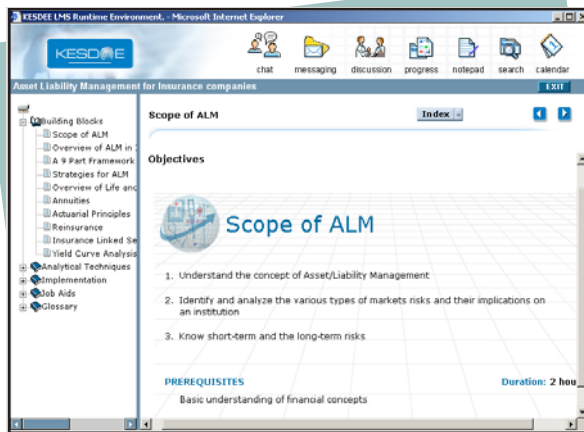 KESDEE LMS Runtime Environment. - Microsoft Internet Explorer
KESDEE
chat messaging discussion progress notepad search calendar
Asset Liability Management for Insurance companies
EXIT
Building Blocks
Scope of ALM
Overview of ALM in
A 9 Part Framework
Strategies for ALM
Overview of Life and
Annuities
Actuarial Principles
Reinsurance
Insurance Linked Se
Yield Curve Analysis
Analytical Techniques
Implementation
Job Aids
Glossary
Scope of ALM
Index
Objectives
Scope of ALM
1. Understand the concept of Asset/Liability Management
2. Identify and analyze the various types of markets risks and their implications on
an institution
3. Know short-term and the long-term risks
PREREQUISITES
Duration: 2 hou
Basic understanding of financial concepts